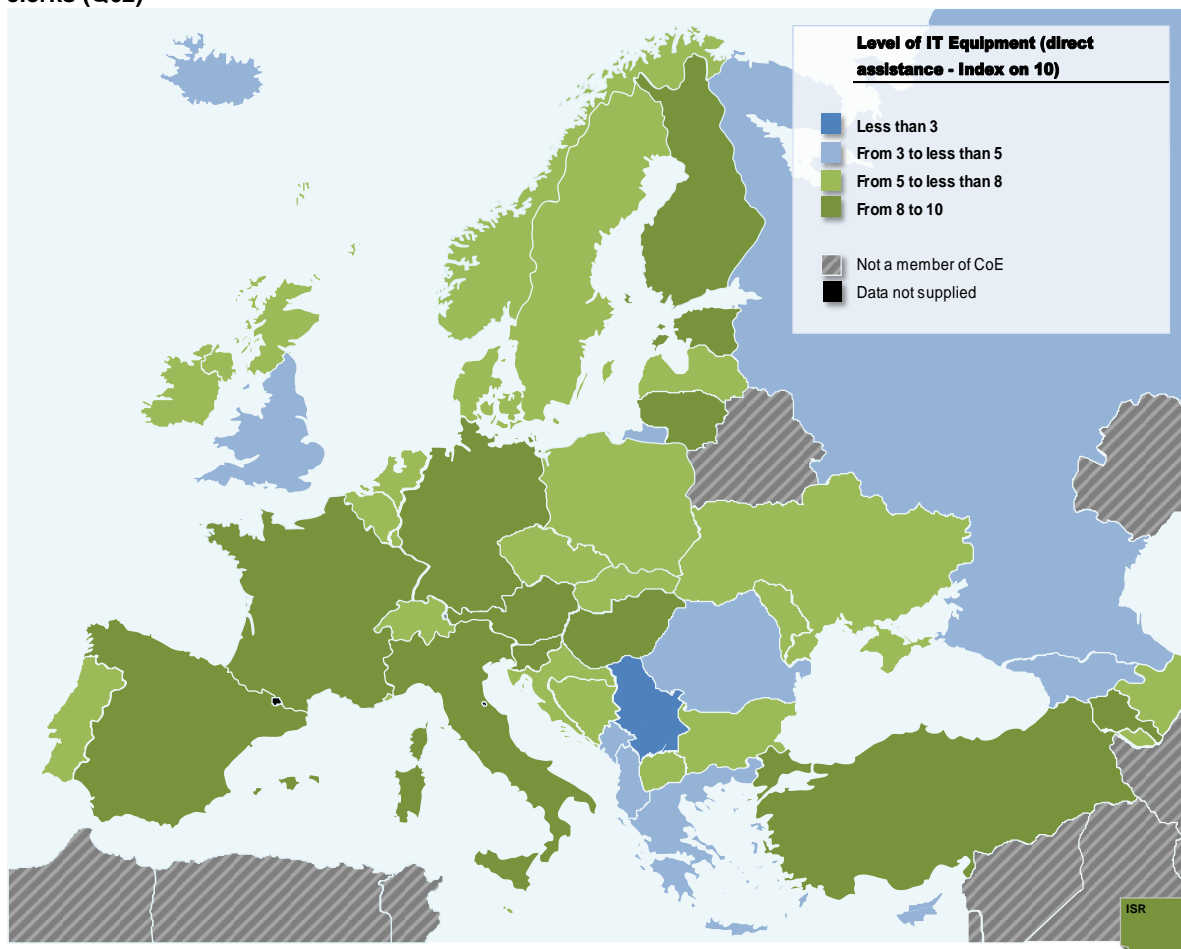 Level of IT Equipment (direct
assistance - Index on 10)
Less than 3
From 3 to less than 5
From 5 to less than 8
From 8 to 10
Not a member of CoE
Data not supplied
ISR